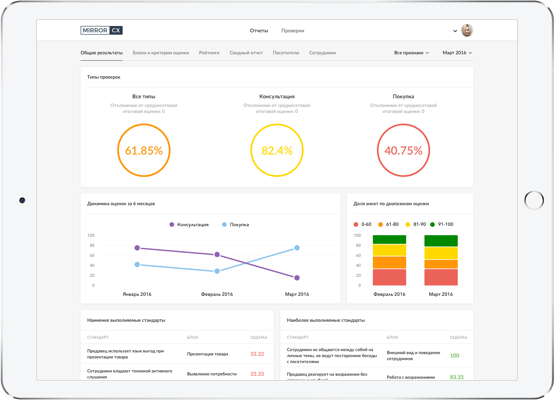 MIRROR CX
Отчеты
Проверки
Общие результаты
Блоки и критерии оценки
Рейтинги
Сводный отчет
Посетители
Сотрудники
Все признаки
Март 2016
Типы проверок
Все типы
Отклонение от среднесетевой
итоговой оценки: 0
61.85%
Консультация
Отклонение от среднесетевой
итоговой оценки: 0
82.4%
Покупка
Отклонение от среднесетевой
итоговой оценки: 0
40.75%
Динамика оценок за 6 месяцев
Консультация
Покупка
100
80
60
40
20
0
Январь 2016
Февраль 2016
Март 2016
Доля анкет по диапазонам оценки
0-60
61-80
81-90
91-100
100
80
60
40
20
0
Февраль 2016
Март 2016
Наименее выполняемые стандарты
СТАНДАРТ
БЛОК
ОЦЕНКА
Продавец использует язык выгод при
презентации товара
Презентация товара
33.33
Сотрудники владеют техникой активного
слушания
Выявление потребности
33.33
Наиболее выполняемые стандарты
СТАНДАРТ
БЛОК
ОЦЕНКА
Сотрудники не общаются между собой на
личные темы, не ведут посторонние беседы
с посетителями
Внешний вид и поведение
сотрудников
100
Продавец реагирует на возражения без
Работа с возражениями
83.33